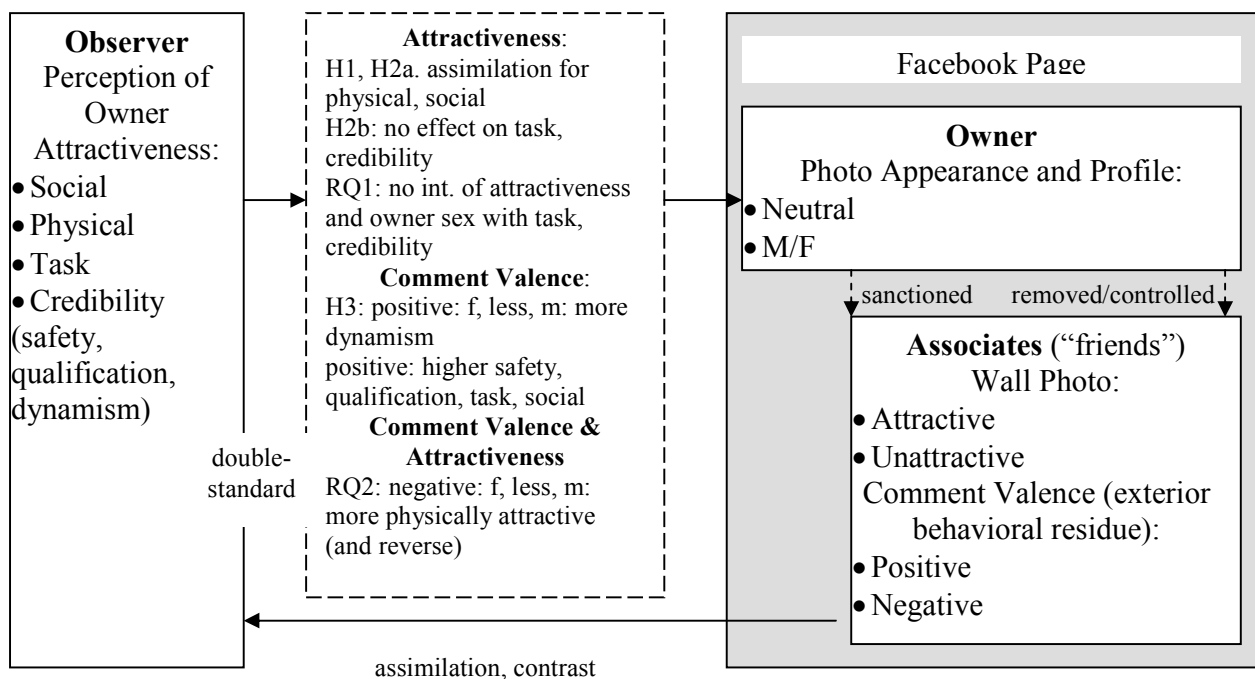 Observer
Perception of
Owner
Attractiveness:
• Social
• Physical
• Task
• Credibility
(safety,
qualification,
dynamism)
double-
standard
Attractiveness:
H1, H2a. assimilation for
physical, social
H2b: no effect on task,
credibility
RQ1: no int. of attractiveness
and owner sex with task,
credibility
Comment Valence:
H3: positive: f, less, m: more
dynamism
positive: higher safety,
qualification, task, social
Comment Valence &
Attractiveness
RQ2: negative: f, less, m:
more physically attractive
(and reverse)
Facebook Page
Owner
Photo Appearance and Profile:
• Neutral
• M/F
sanctioned
removed/controlled
Associates (“friends”)
Wall Photo:
• Attractive
• Unattractive
Comment Valence (exterior
behavioral residue):
• Positive
• Negative
assimilation, contrast